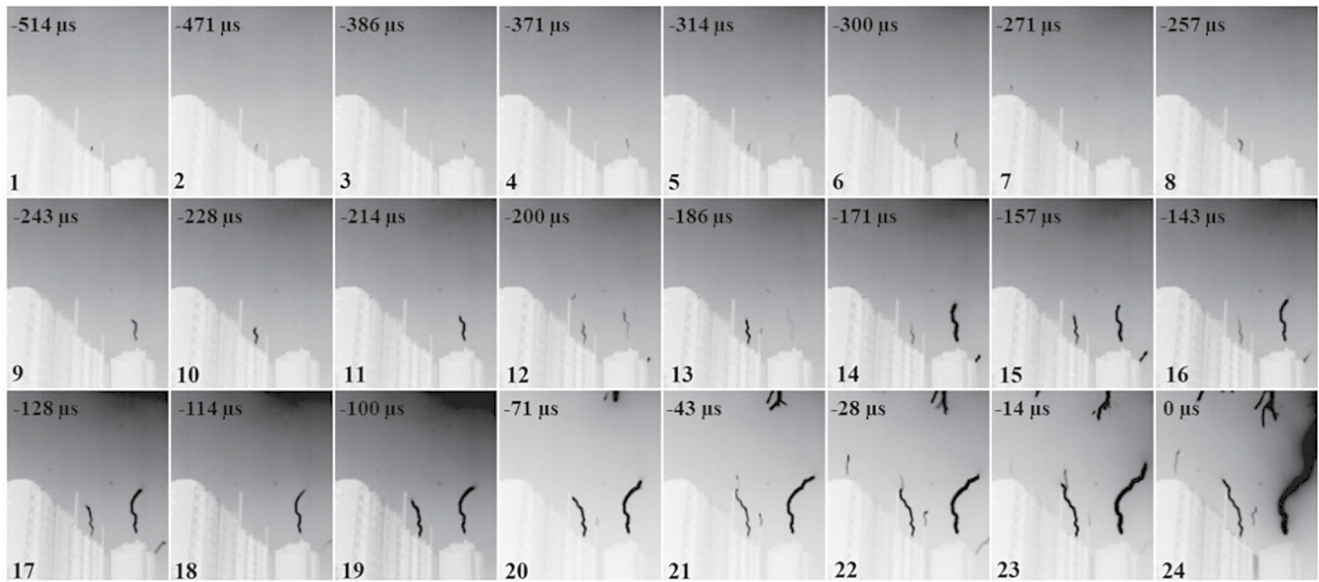 -514 µs -471 µs -386 µs -371 µs -314 µs -300 µs -271 µs -257 µs
1 2 3 4 5 6 7 8
-243 µs -228 µs -214 µs -200 µs -186 µs -171 µs -157 µs -143 µs
9 10 11 12 13 14 15 16
-128 µs -114 µs -100 µs -71 µs -43 µs -28 µs -14 µs 0 µs
17 18 19 20 21 22 23 24